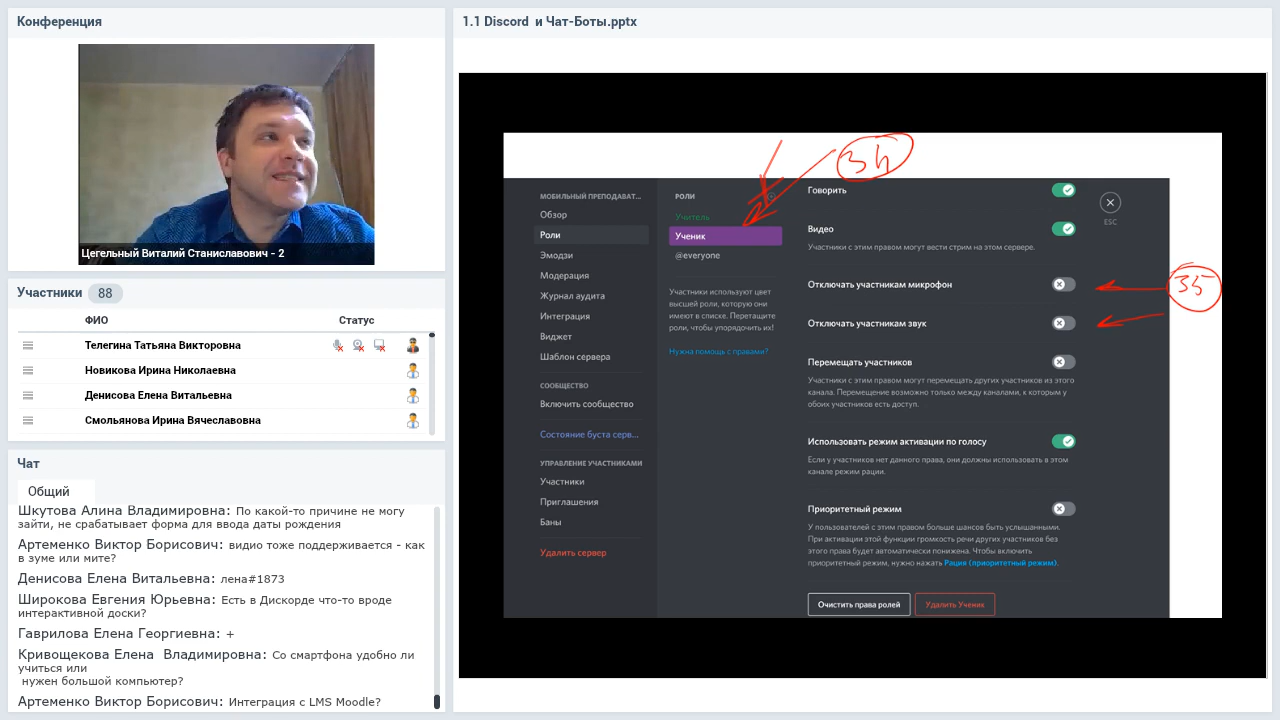 Конференция
Цегельный Виталий Станиславович - 2
Участники 88
ФИО Статус
Телегина Татьяна Викторовна
Новикова Ирина Николаевна
Денисова Елена Витальевна
Смольянова Ирина Вячеславовна
Чат
Общий
Шкутова Алина Владимировна: По какой-то причине не могу
зайти, не срабатывает форма для ввода даты рождения
Артеменко Виктор Борисович: видио тоже поддерживается - как
в зуме или мите?
Денисова Елена Витальевна: лена#1873
Широкова Евгения Юрьевна: Есть в Дискорде что-то вроде
интерактивной доски?
Гаврилова Елена Георгиевна: +
Кривощекова Елена Владимировна: Со смартфона удобно ли
учиться или
нужен большой компьютер?
Артеменко Виктор Борисович: Интеграция с LMS Moodle?
1.1 Discord и Чат-Боты.pptx
МОБИЛЬНЫЙ ПРЕПОДАВАТ...
Обзор
Роли
Эмодзи
Модерация
Журнал аудита
Интеграция
Виджет
Шаблон сервера
СООБЩЕСТВО
Включить сообщество
Состояние буста серв...
УПРАВЛЕНИЕ УЧАСТНИКАМИ
Участники
Приглашения
Баны
Удалить сервер
РОЛИ
Учитель
Ученик
@everyone
Участники используют цвет
высшей роли, которую они
имеют в списке. Перетащите
роли, чтобы упорядочить их!
Нужна помощь с правами?
34
Говорить
Видео
Участники с этим правом могут вести стрим на этом сервере.
Отключать участникам микрофон
Отключать участникам звук
Перемещать участников
Участники с этим правом могут перемещать других участников из этого
канала. Перемещение возможно только между каналами, к которым у
обоих участников есть доступ.
Использовать режим активации по голосу
Если у участников нет данного права, они должны использовать в этом
канале режим рации.
Приоритетный режим
У пользователей с этим правом больше шансов быть услышанными.
При активации этой функции громкость речи других участников без
этого права будет автоматически понижена. Чтобы включить
приоритетный режим, нужно нажать Рация (приоритетный режим).
Очистить права ролей Удалить Ученик
ESC
35